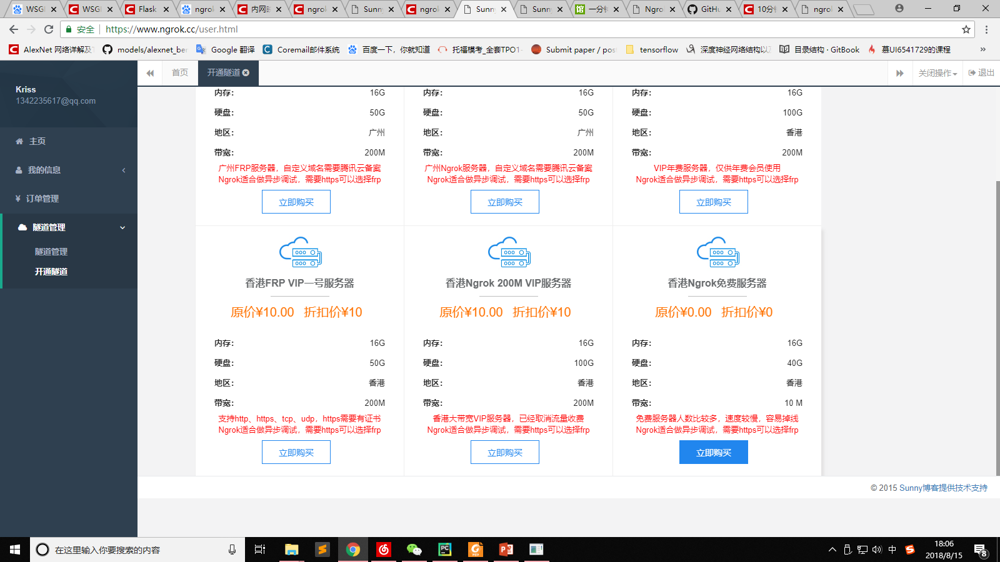 WSGI
WSGI
Flask
ngrok
内网
ngrok
Sunny
ngrok
Sunny
Sunny
一分钟
Ngrok
GitHu
10分钟
ngrok
安全
https://www.ngrok.cc/user.html
AlexNet 网络详解及
models/alexnet_ber
Google 翻译
Coremail邮件系统
百度一下，你就知道
托福模考_全套TPO1-
Submit paper / pos
tensorflow
深度神经网络结构以
目录结构 · GitBook
慕UI6541729的课程
Kriss
1342235617@qq.com
首页
开通隧道
关闭操作
退出
主页
我的信息
¥ 订单管理
隧道管理
隧道管理
开通隧道
内存： 16G
硬盘： 50G
地区： 广州
带宽： 200M
广州FRP服务器，自定义域名需要腾讯云备案
Ngrok适合做异步调试，需要https可以选择frp
立即购买
内存： 16G
硬盘： 50G
地区： 广州
带宽： 200M
广州Ngrok服务器，自定义域名需要腾讯云备案
Ngrok适合做异步调试，需要https可以选择frp
立即购买
内存： 16G
硬盘： 100G
地区： 香港
带宽： 200M
VIP年费服务器，仅供年费会员使用
Ngrok适合做异步调试，需要https可以选择frp
立即购买
香港FRP VIP一号服务器
原价¥10.00 折扣价¥10
内存： 16G
硬盘： 50G
地区： 香港
带宽： 200M
支持http、https、tcp、udp，https需要有证书
Ngrok适合做异步调试，需要https可以选择frp
立即购买
香港Ngrok 200M VIP服务器
原价¥10.00 折扣价¥10
内存： 16G
硬盘： 100G
地区： 香港
带宽： 200M
香港大带宽VIP服务器，已经取消流量收费
Ngrok适合做异步调试，需要https可以选择frp
立即购买
香港Ngrok免费服务器
原价¥0.00 折扣价¥0
内存： 16G
硬盘： 40G
地区： 香港
带宽： 10 M
免费服务器人数比较多，速度较慢，容易掉线
Ngrok适合做异步调试，需要https可以选择frp
立即购买
© 2015 Sunny博客提供技术支持
在这里输入你要搜索的内容
中
18:06
2018/8/15
8